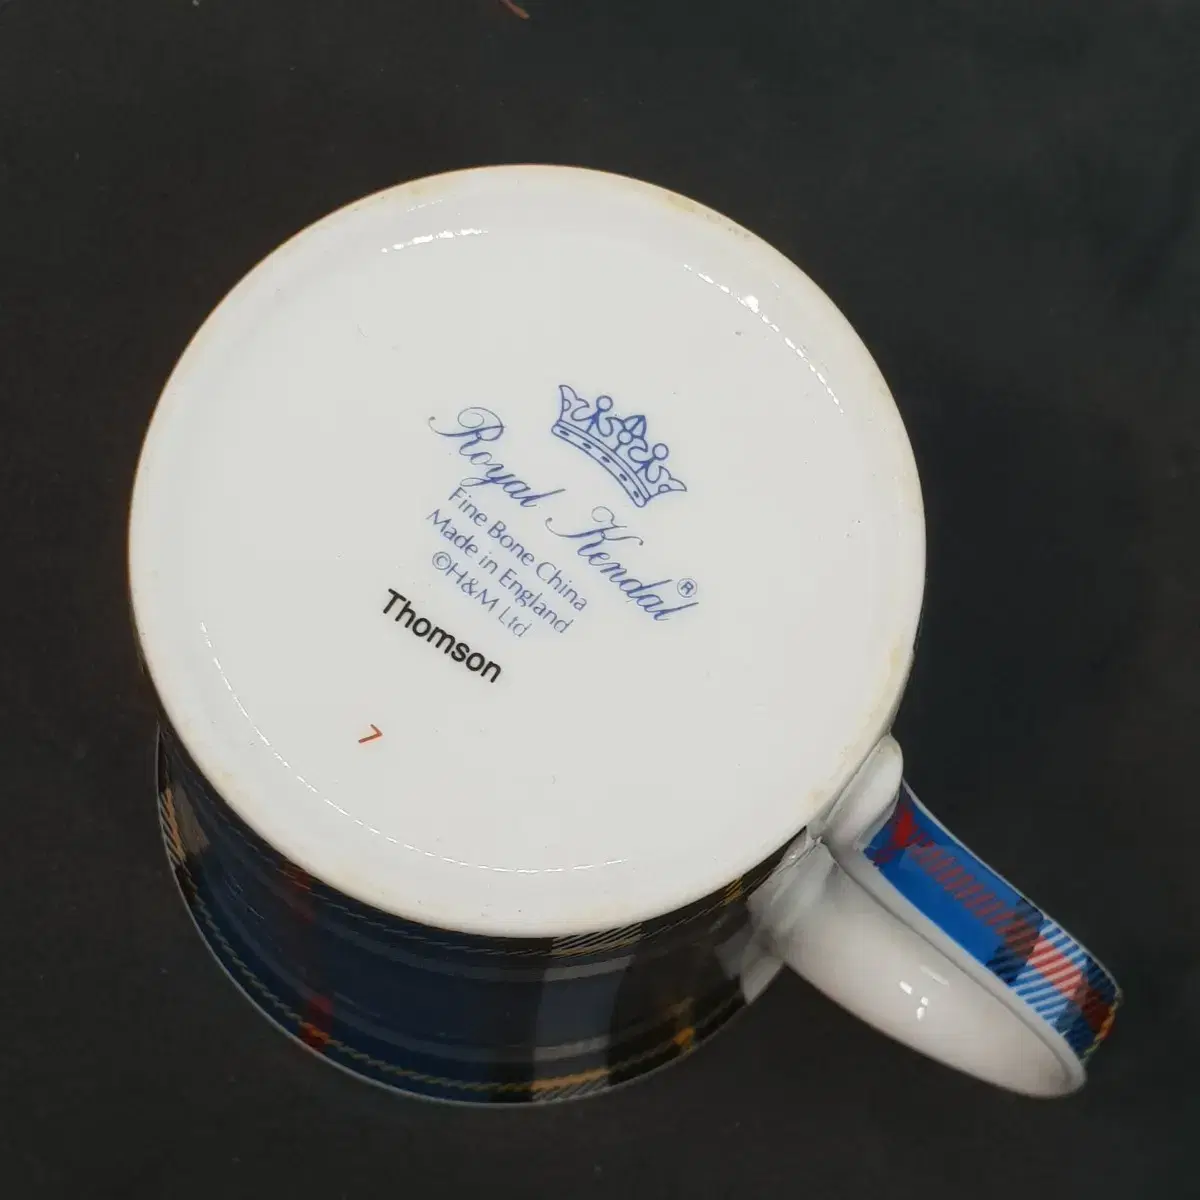 Royal Kendal®
Fine Bone China
Made in England
©H&M Ltd
Thomson
7